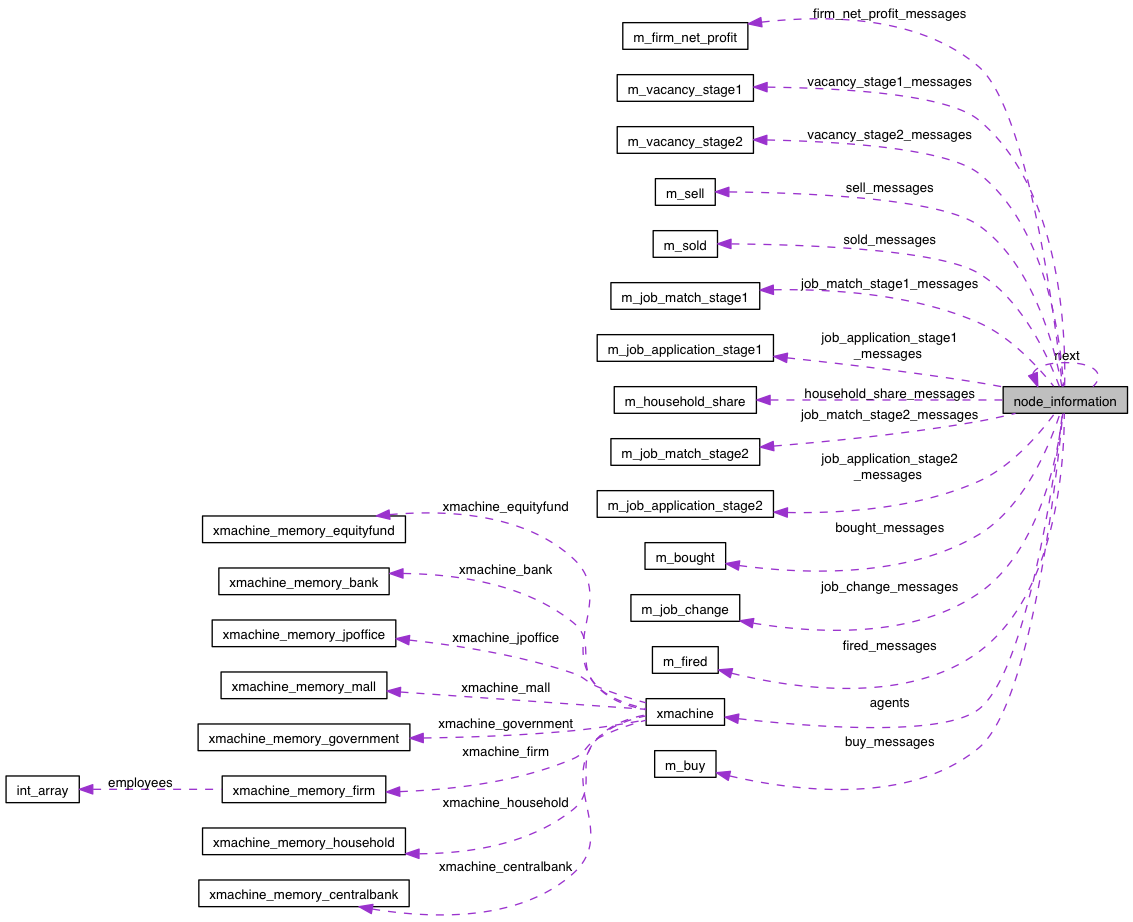 firm_net_profit_messages
m_firm_net_profit
vacancy_stage1_messages
m_vacancy_stage1
vacancy_stage2_messages
m_vacancy_stage2
sell_messages
m_sell
sold_messages
m_sold
job_match_stage1_messages
m_job_match_stage1
job_application_stage1
_messages
m_job_application_stage1
next
household_share_messages
m_household_share
node_information
job_match_stage2_messages
m_job_match_stage2
job_application_stage2
_messages
m_job_application_stage2
xmachine_equityfund
xmachine_memory_equityfund
bought_messages
m_bought
xmachine_bank
xmachine_memory_bank
job_change_messages
m_job_change
xmachine_jpoffice
xmachine_memory_jpoffice
fired_messages
m_fired
xmachine_mall
xmachine_memory_mall
agents
xmachine
xmachine_government
xmachine_memory_government
buy_messages
m_buy
xmachine_firm
employees
int_array
xmachine_memory_firm
xmachine_household
xmachine_memory_household
xmachine_centralbank
xmachine_memory_centralbank